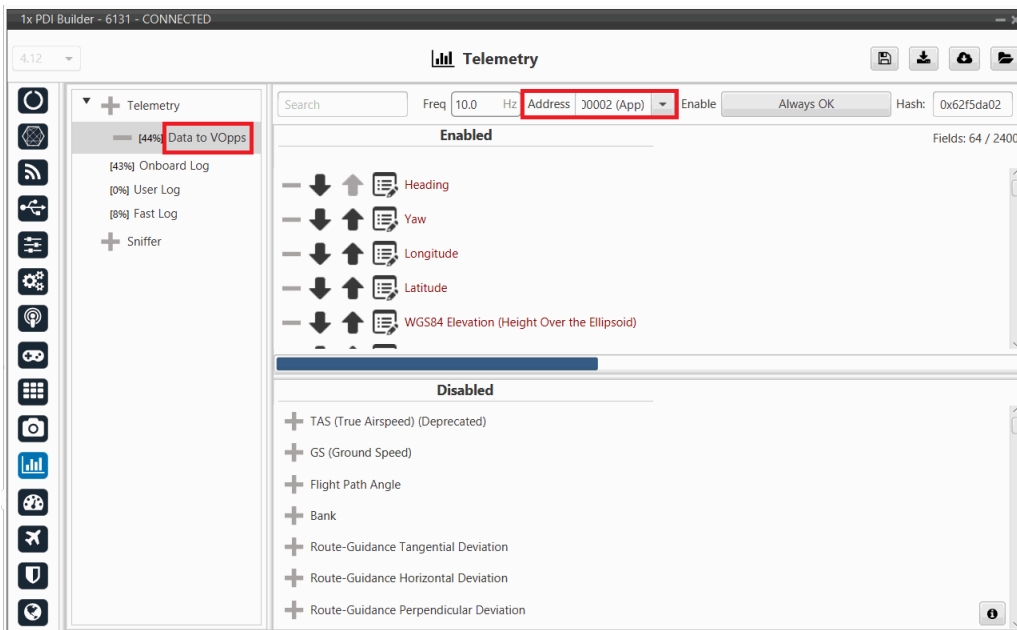 1x PDI Builder - 6131 - CONNECTED
4.12
Telemetry
Telemetry
[44%] Data to VOpps
[43%] Onboard Log
[0%] User Log
[8%] Fast Log
Sniffer
Search Freq 10.0 Hz Address 00002 (App) Enable Always OK Hash: 0x62f5da02
Enabled
Fields: 64 / 2400
Heading
Yaw
Longitude
Latitude
WGS84 Elevation (Height Over the Ellipsoid)
Disabled
TAS (True Airspeed) (Deprecated)
GS (Ground Speed)
Flight Path Angle
Bank
Route-Guidance Tangential Deviation
Route-Guidance Horizontal Deviation
Route-Guidance Perpendicular Deviation